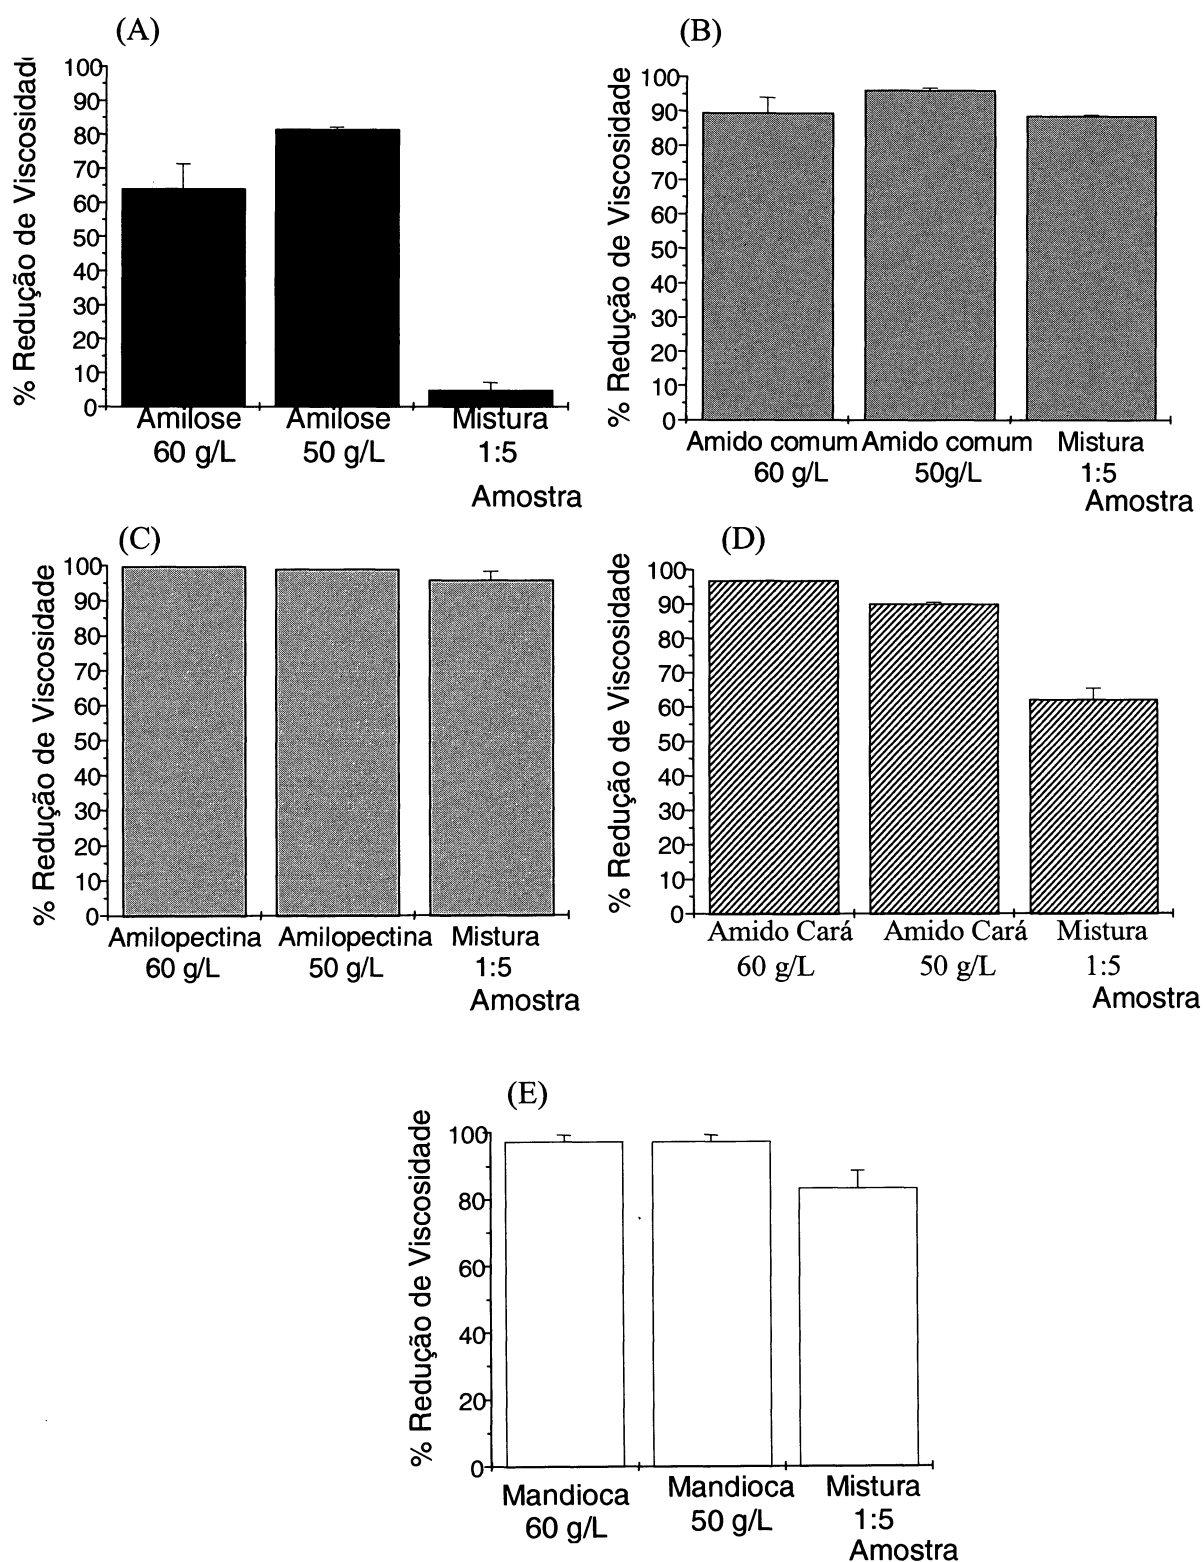 (A)
% Redução de Viscosidade
100
90
80
70
60
50
40
30
20
10
0
Amilose Amilose Mistura
60 g/L 50 g/L 1:5
Amostra
(B)
% Redução de Viscosidade
100
90
80
70
60
50
40
30
20
10
0
Amido comum Amido comum Mistura
60 g/L 50g/L 1:5
Amostra
(C)
% Redução de Viscosidade
100
90
80
70
60
50
40
30
20
10
0
Amilopectina Amilopectina Mistura
60 g/L 50 g/L 1:5
Amostra
(D)
% Redução de Viscosidade
100
90
80
70
60
50
40
30
20
10
0
Amido Cará Amido Cará Mistura
60 g/L 50 g/L 1:5
Amostra
(E)
% Redução de Viscosidade
100
80
60
40
20
0
Mandioca Mandioca Mistura
60 g/L 50 g/L 1:5
Amostra